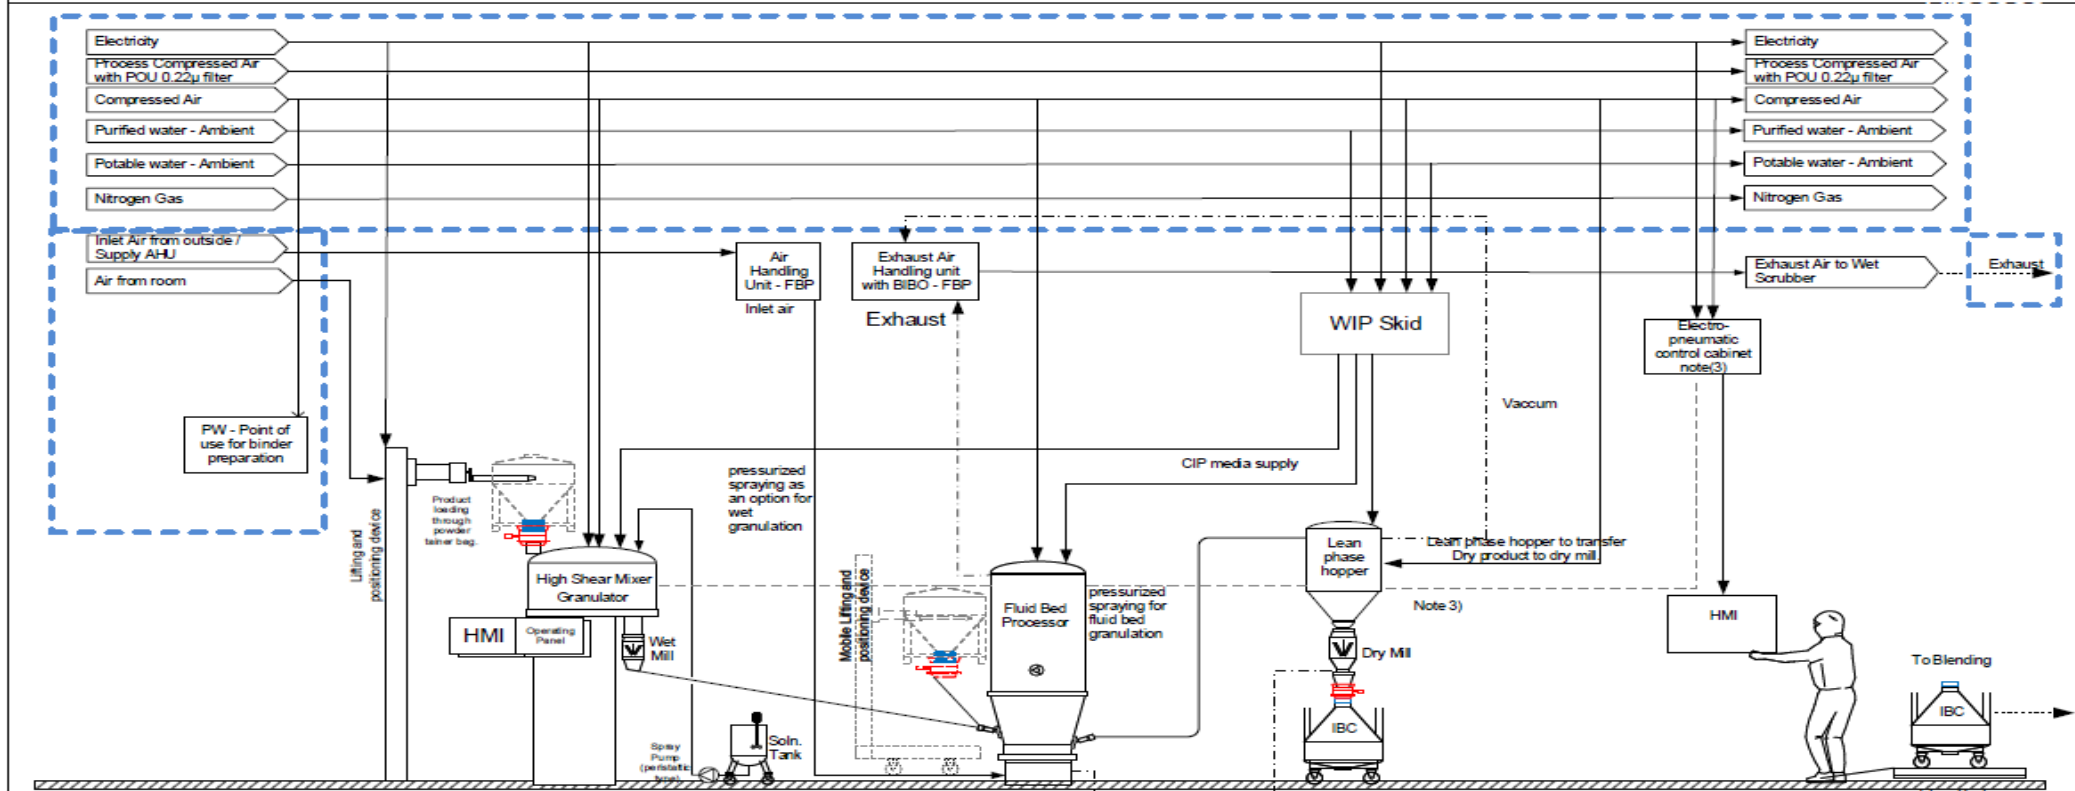 Electricity
Process Compressed Air
with POU 0.22µ filter
Compressed Air
Purified water - Ambient
Potable water - Ambient
Nitrogen Gas
Inlet Air from outside /
Supply AHU
Air from room
Electricity
Process Compressed Air
with POU 0.22µ filter
Compressed Air
Purified water - Ambient
Potable water - Ambient
Nitrogen Gas
Air
Handling
Unit - FBP
Inlet air
Exhaust Air
Handling unit
with BIBO - FBP
Exhaust
Exhaust Air to Wet
Scrubber
Exhaust
WIP Skid
Electro-
pneumatic
control cabinet
note(3)
Vaccum
PW - Point of
use for binder
preparation
CIP media supply
pressurized
spraying as
an option for
wet
granulation
Product
loading
through
powder
tainer bag.
Lifting and
positioning device
High Shear Mixer
Granulator
HMI
Operating
Panel
Wet
Mill
Spray
Pump
(peristaltic
type)
Soln.
Tank
Mobile Lifting and
positioning device
Fluid Bed
Processor
pressurized
spraying for
fluid bed
granulation
Lean
phase
hopper
Lean phase hopper to transfer
Dry product to dry mill.
Note 3)
Dry Mill
IBC
HMI
To Blending
IBC